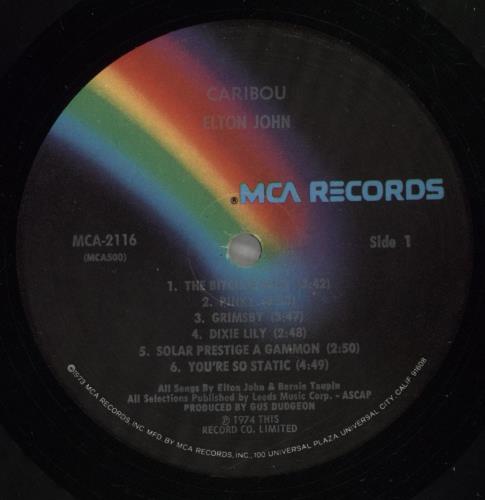 CARIBOU
ELTON JOHN
® MCA RECORDS
MCA-2116
(MCA500)
Side 1
1. THE BITCH IS BACK (3:42)
2. PINKY
3. GRIMSBY (3:47)
4. DIXIE LILY (2:48)
5. SOLAR PRESTIGE A GAMMON (2:50)
6. YOU'RE SO STATIC (4:49)
All Songs By Elton John & Bernie Taupin
All Selections Published by Leeds Music Corp. - ASCAP
PRODUCED BY GUS DUDGEON
℗ 1974 THIS
RECORD CO. LIMITED
©1973 MCA RECORDS, INC. MFD. BY MCA RECORDS, INC., 100 UNIVERSAL PLAZA, UNIVERSAL CITY, CALIF. 91608